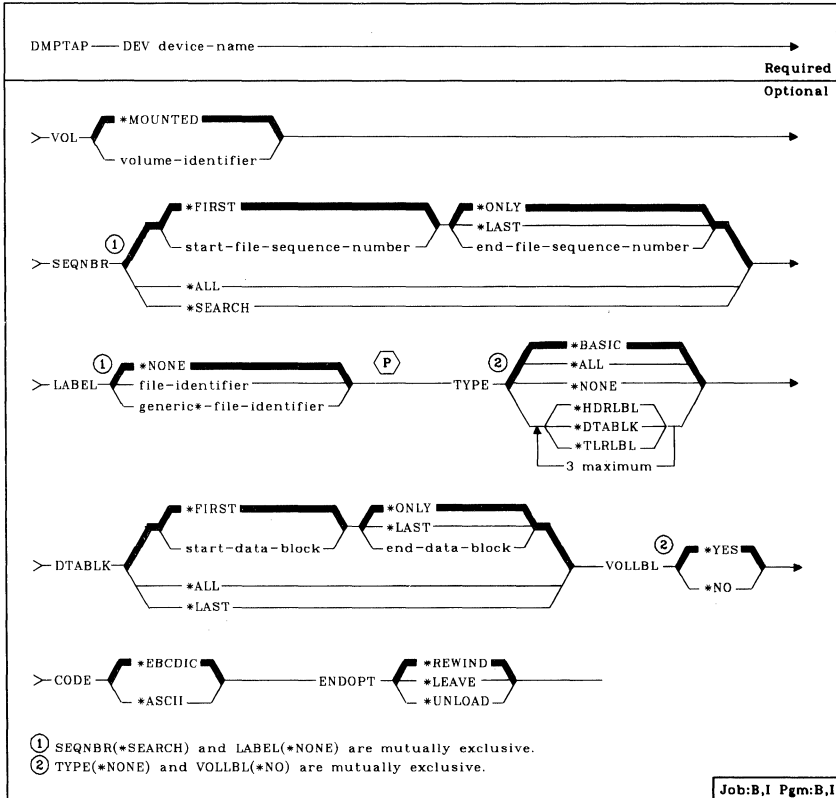 DMPTAP DEV device-name
Required
Optional
VOL *MOUNTED
volume-identifier
*FIRST *ONLY
*LAST
start-file-sequence-number end-file-sequence-number
1
SEQNBR
*ALL
*SEARCH
1 *NONE P 2 *BASIC
*ALL
LABEL file-identifier TYPE *NONE
generic*-file-identifier *HDRLBL
*DTABLK
*TLRLBL
3 maximum
*FIRST *ONLY
*LAST
start-data-block end-data-block
2 *YES
DTABLK VOLLBL
*ALL *NO
*LAST
*EBCDIC *REWIND
CODE ENDOPT *LEAVE
*ASCII *UNLOAD
1 SEQNBR(*SEARCH) and LABEL(*NONE) are mutually exclusive.
2 TYPE(*NONE) and VOLLBL(*NO) are mutually exclusive.
Job:B,I Pgm:B,I